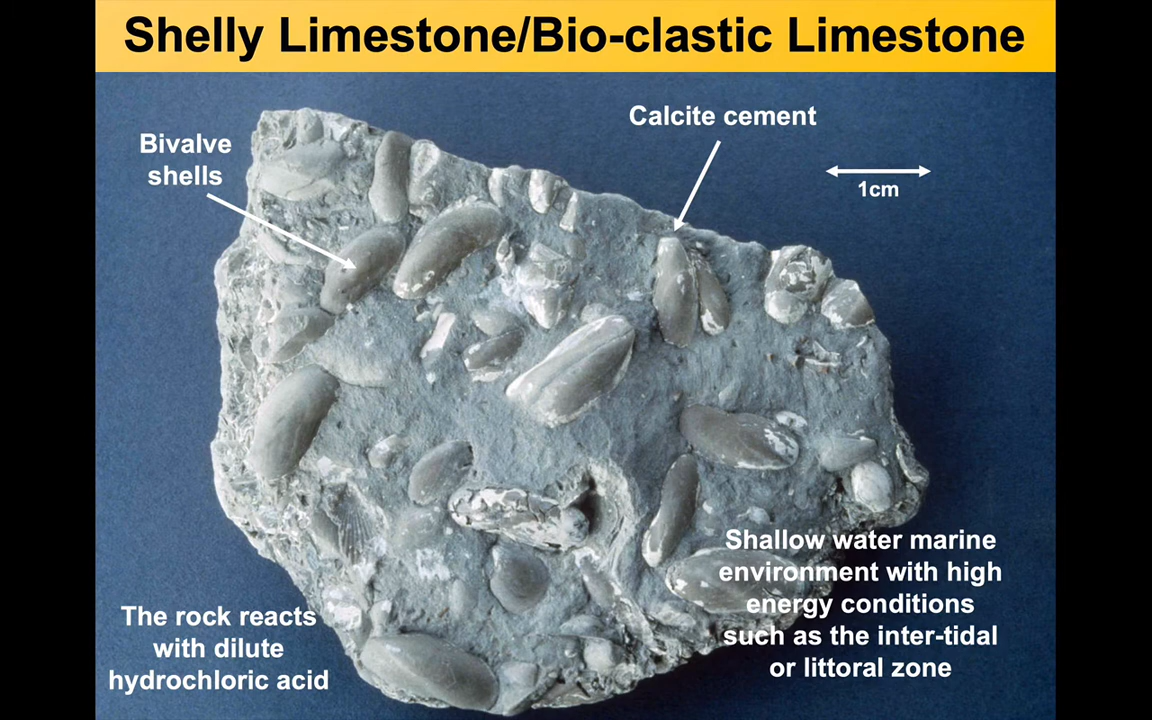 Shelly Limestone/Bio-clastic Limestone
Bivalve
shells
Calcite cement
1cm
The rock reacts
with dilute
hydrochloric acid
Shallow water marine
environment with high
energy conditions
such as the inter-tidal
or littoral zone